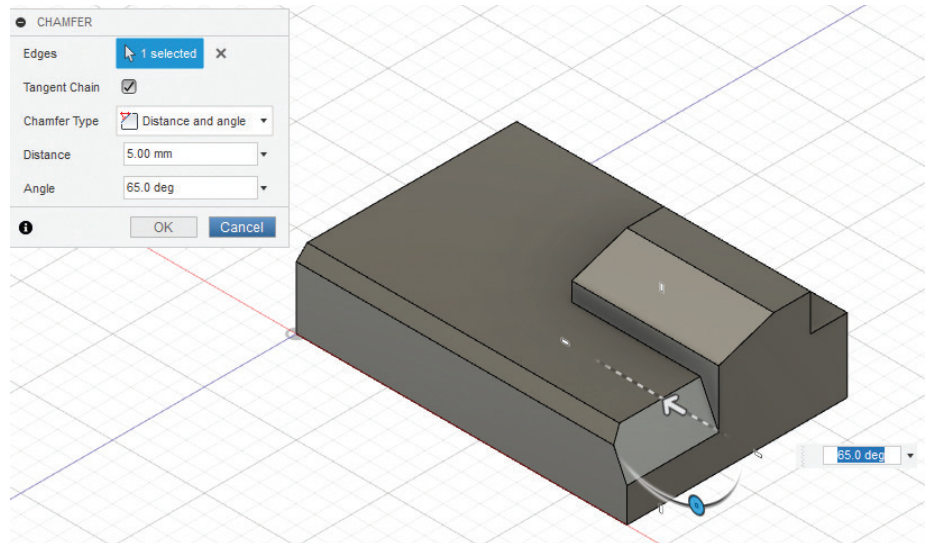 CHAMFER
Edges 1 selected
Tangent Chain
Chamfer Type Distance and angle
Distance 5.00 mm
Angle 65.0 deg
OK Cancel
65.0 deg